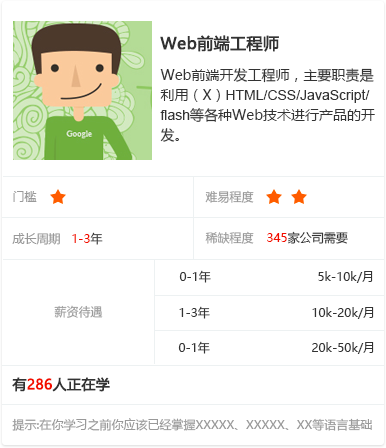 Web前端工程师
Web前端开发工程师，主要职责是
利用（X）HTML/CSS/JavaScript/
flash等各种Web技术进行产品的开
发。
Google
门槛
难易程度
成长周期 1-3年
稀缺程度 345家公司需要
薪资待遇
0-1年 5k-10k/月
1-3年 10k-20k/月
0-1年 20k-50k/月
有286人正在学
提示:在你学习之前你应该已经掌握XXXXX、XXXXX、XX等语言基础